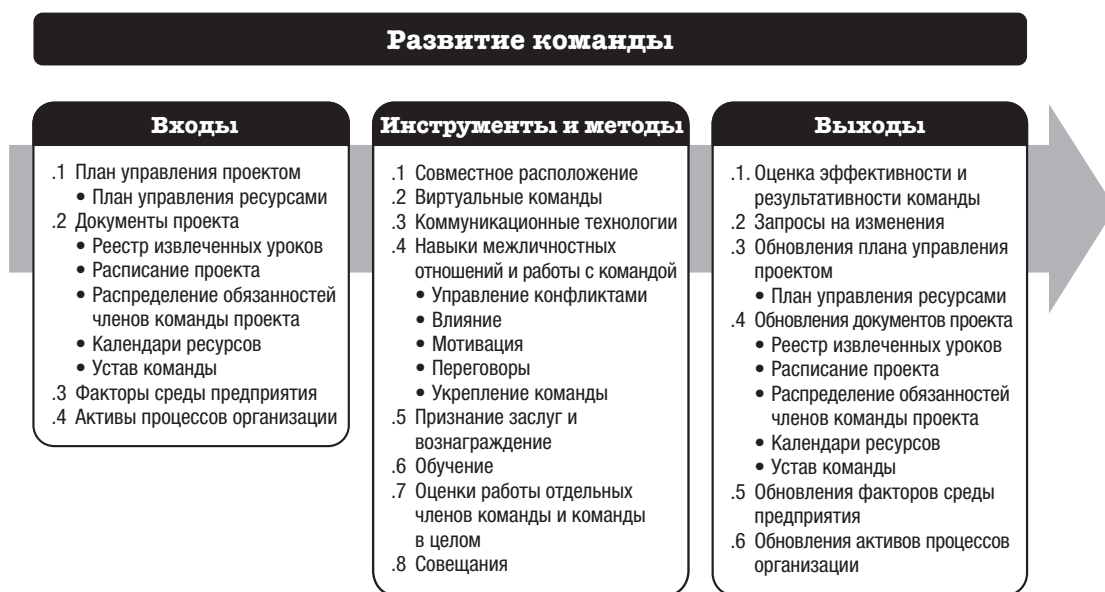 Развитие команды
Входы
.1 План управления проектом
• План управления ресурсами
.2 Документы проекта
• Реестр извлеченных уроков
• Расписание проекта
• Распределение обязанностей
членов команды проекта
• Календари ресурсов
• Устав команды
.3 Факторы среды предприятия
.4 Активы процессов организации
Инструменты и методы
.1 Совместное расположение
.2 Виртуальные команды
.3 Коммуникационные технологии
.4 Навыки межличностных
отношений и работы с командой
• Управление конфликтами
• Влияние
• Мотивация
• Переговоры
• Укрепление команды
.5 Признание заслуг и
вознаграждение
.6 Обучение
.7 Оценки работы отдельных
членов команды и команды
в целом
.8 Совещания
Выходы
.1. Оценка эффективности и
результативности команды
.2 Запросы на изменения
.3 Обновления плана управления
проектом
• План управления ресурсами
.4 Обновления документов проекта
• Реестр извлеченных уроков
• Расписание проекта
• Распределение обязанностей
членов команды проекта
• Календари ресурсов
• Устав команды
.5 Обновления факторов среды
предприятия
.6 Обновления активов процессов
организации